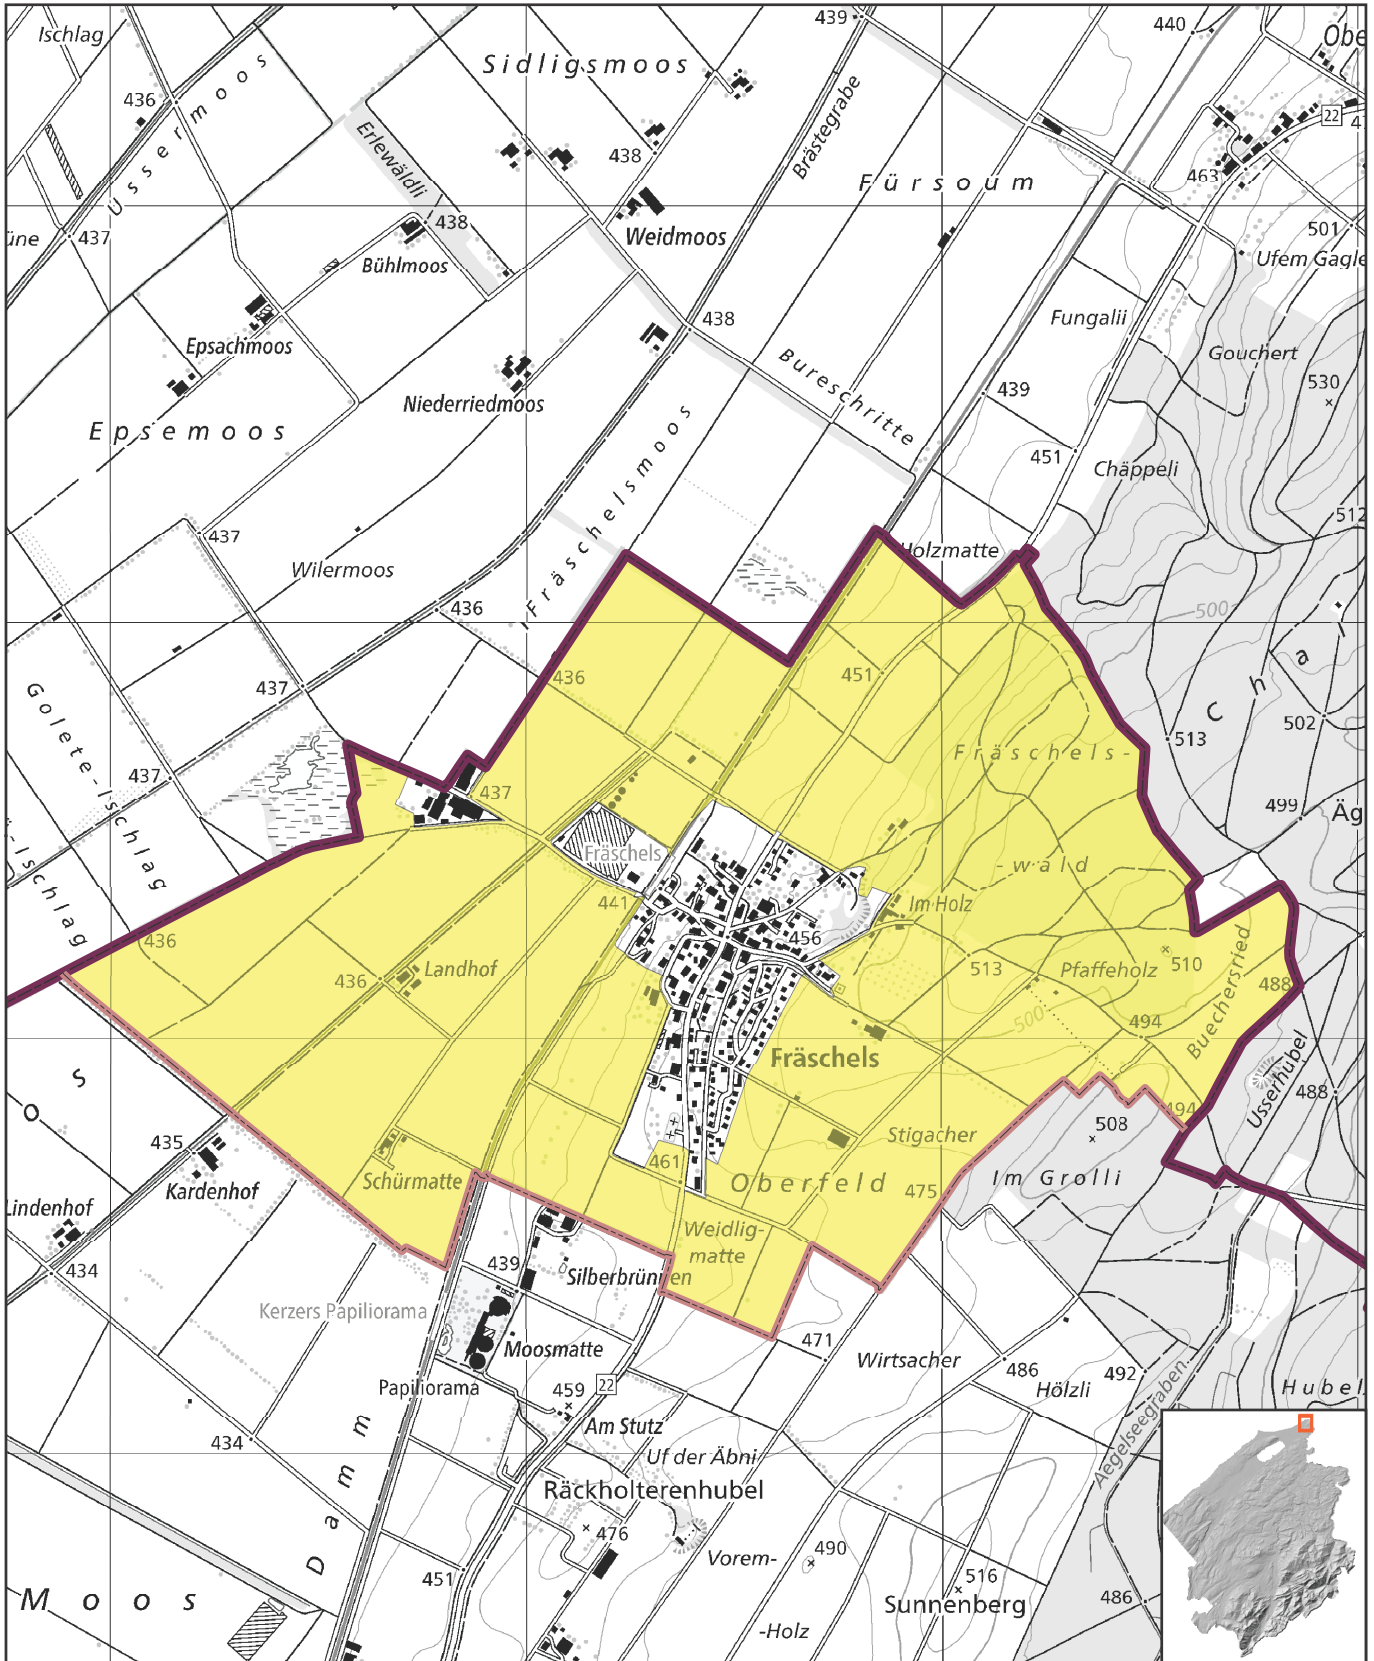 Ischlag
439
440
Obe
Sidligsmoos
436
22
Ussermoos
Erlewäldli
438
Brästegrabe
Fürsoum
463
üne
437
438
Weidmoos
501
Bühlmoos
Ufem Gagle
438
Fungalii
Epsachmoos
Gouchert
Bureschritte
530
439
Niederriedmoos
Epsemoos
451
Chäppeli
Fräschelsmoos
512
437
Holzmatte
Wilermoos
436
500
Chal
436
451
437
Golete-Ischlag
502
513
Fräschels-
437
437
499
Äg
-Ischlag
Fräschels
-wald
441
Im Holz
456
436
Landhof
436
513
Pfaffeholz
510
488
Buechersried
500
494
Fräschels
Usserhubel
488
os
494
435
508
Stigacher
461
Im Grolli
Kardenhof
Schürmatte
Oberfeld
475
Lindenhof
Weidlig-
matte
439
434
Silberbrünnen
Kerzers Papiliorama
471
Moosmatte
Wirtsacher
486
492
Papiliorama
459
22
Hölzli
Hubel
Am Stutz
Aegelseegraben
434
Uf der Äbni
Damm
Räckholterenhubel
476
Vorem-
490
451
516
Moos
Sunnenberg
486
-Holz